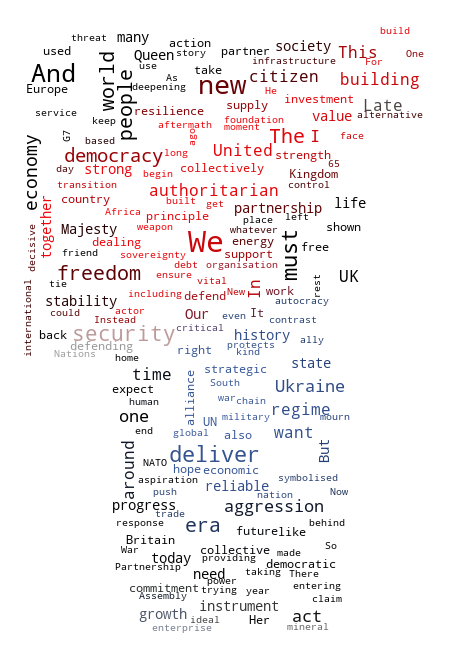 build
threat many action society This One
used Queen story partner infrastructure For
And world use As take new citizen building
Europe deepening He investment Late
service keep people resilience supply value alternative
G7 based aftermath ago foundation moment The I face
economy democracy long United strength 65
day strong begin collectively Kingdom
transition authoritarian control
together country built get partnership life
Africa principle place left
Majesty weapon whatever must shown
decisive dealing We energy free
friend sovereignty support
international freedom debt organisation UK
tie ensure vital In rest
stability including defend New work autocracy
could actor Our even It contrast
Instead
back security critical history ally
defending protects
Nations right kind
home strategic state
time South
expect alliance war chain Ukraine
human regime
one UN military mourn
end global also want But
around deliver
NATO hope economic symbolised
aspiration reliable
push nation Now
progress trade aggression
response era future like behind
Britain So
War today collective made
providing democratic
Partnership need taking There
commitment power entering
Assembly trying year claim
growth instrument act
ideal Her
enterprise mineral